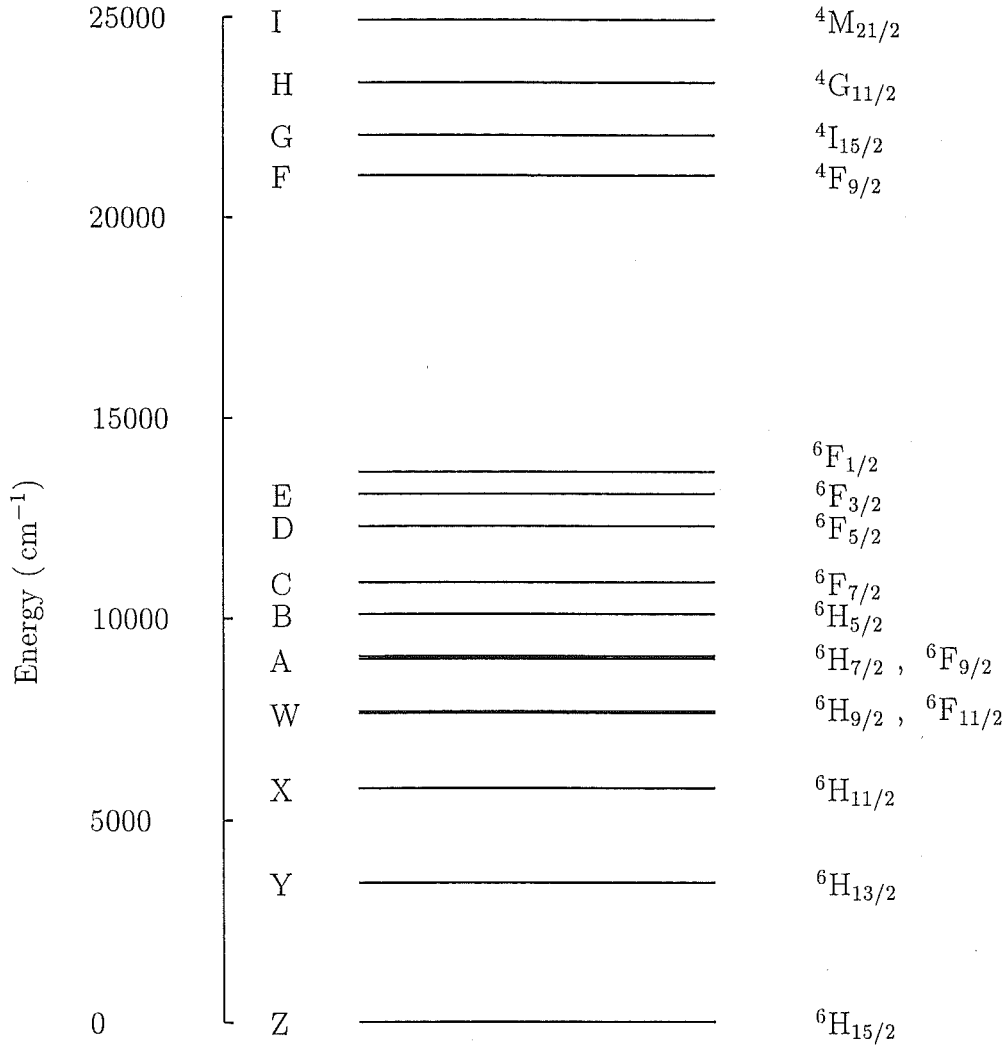 25000 I ⁴M₂₁/₂
H ⁴G₁₁/₂
G ⁴I₁₅/₂
F ⁴F₉/₂
20000
15000
⁶F₁/₂
E ⁶F₃/₂
D ⁶F₅/₂
C ⁶F₇/₂
10000 B ⁶H₅/₂
A ⁶H₇/₂ , ⁶F₉/₂
W ⁶H₉/₂ , ⁶F₁₁/₂
X ⁶H₁₁/₂
5000
Y ⁶H₁₃/₂
0 Z ⁶H₁₅/₂
Energy ( cm⁻¹)